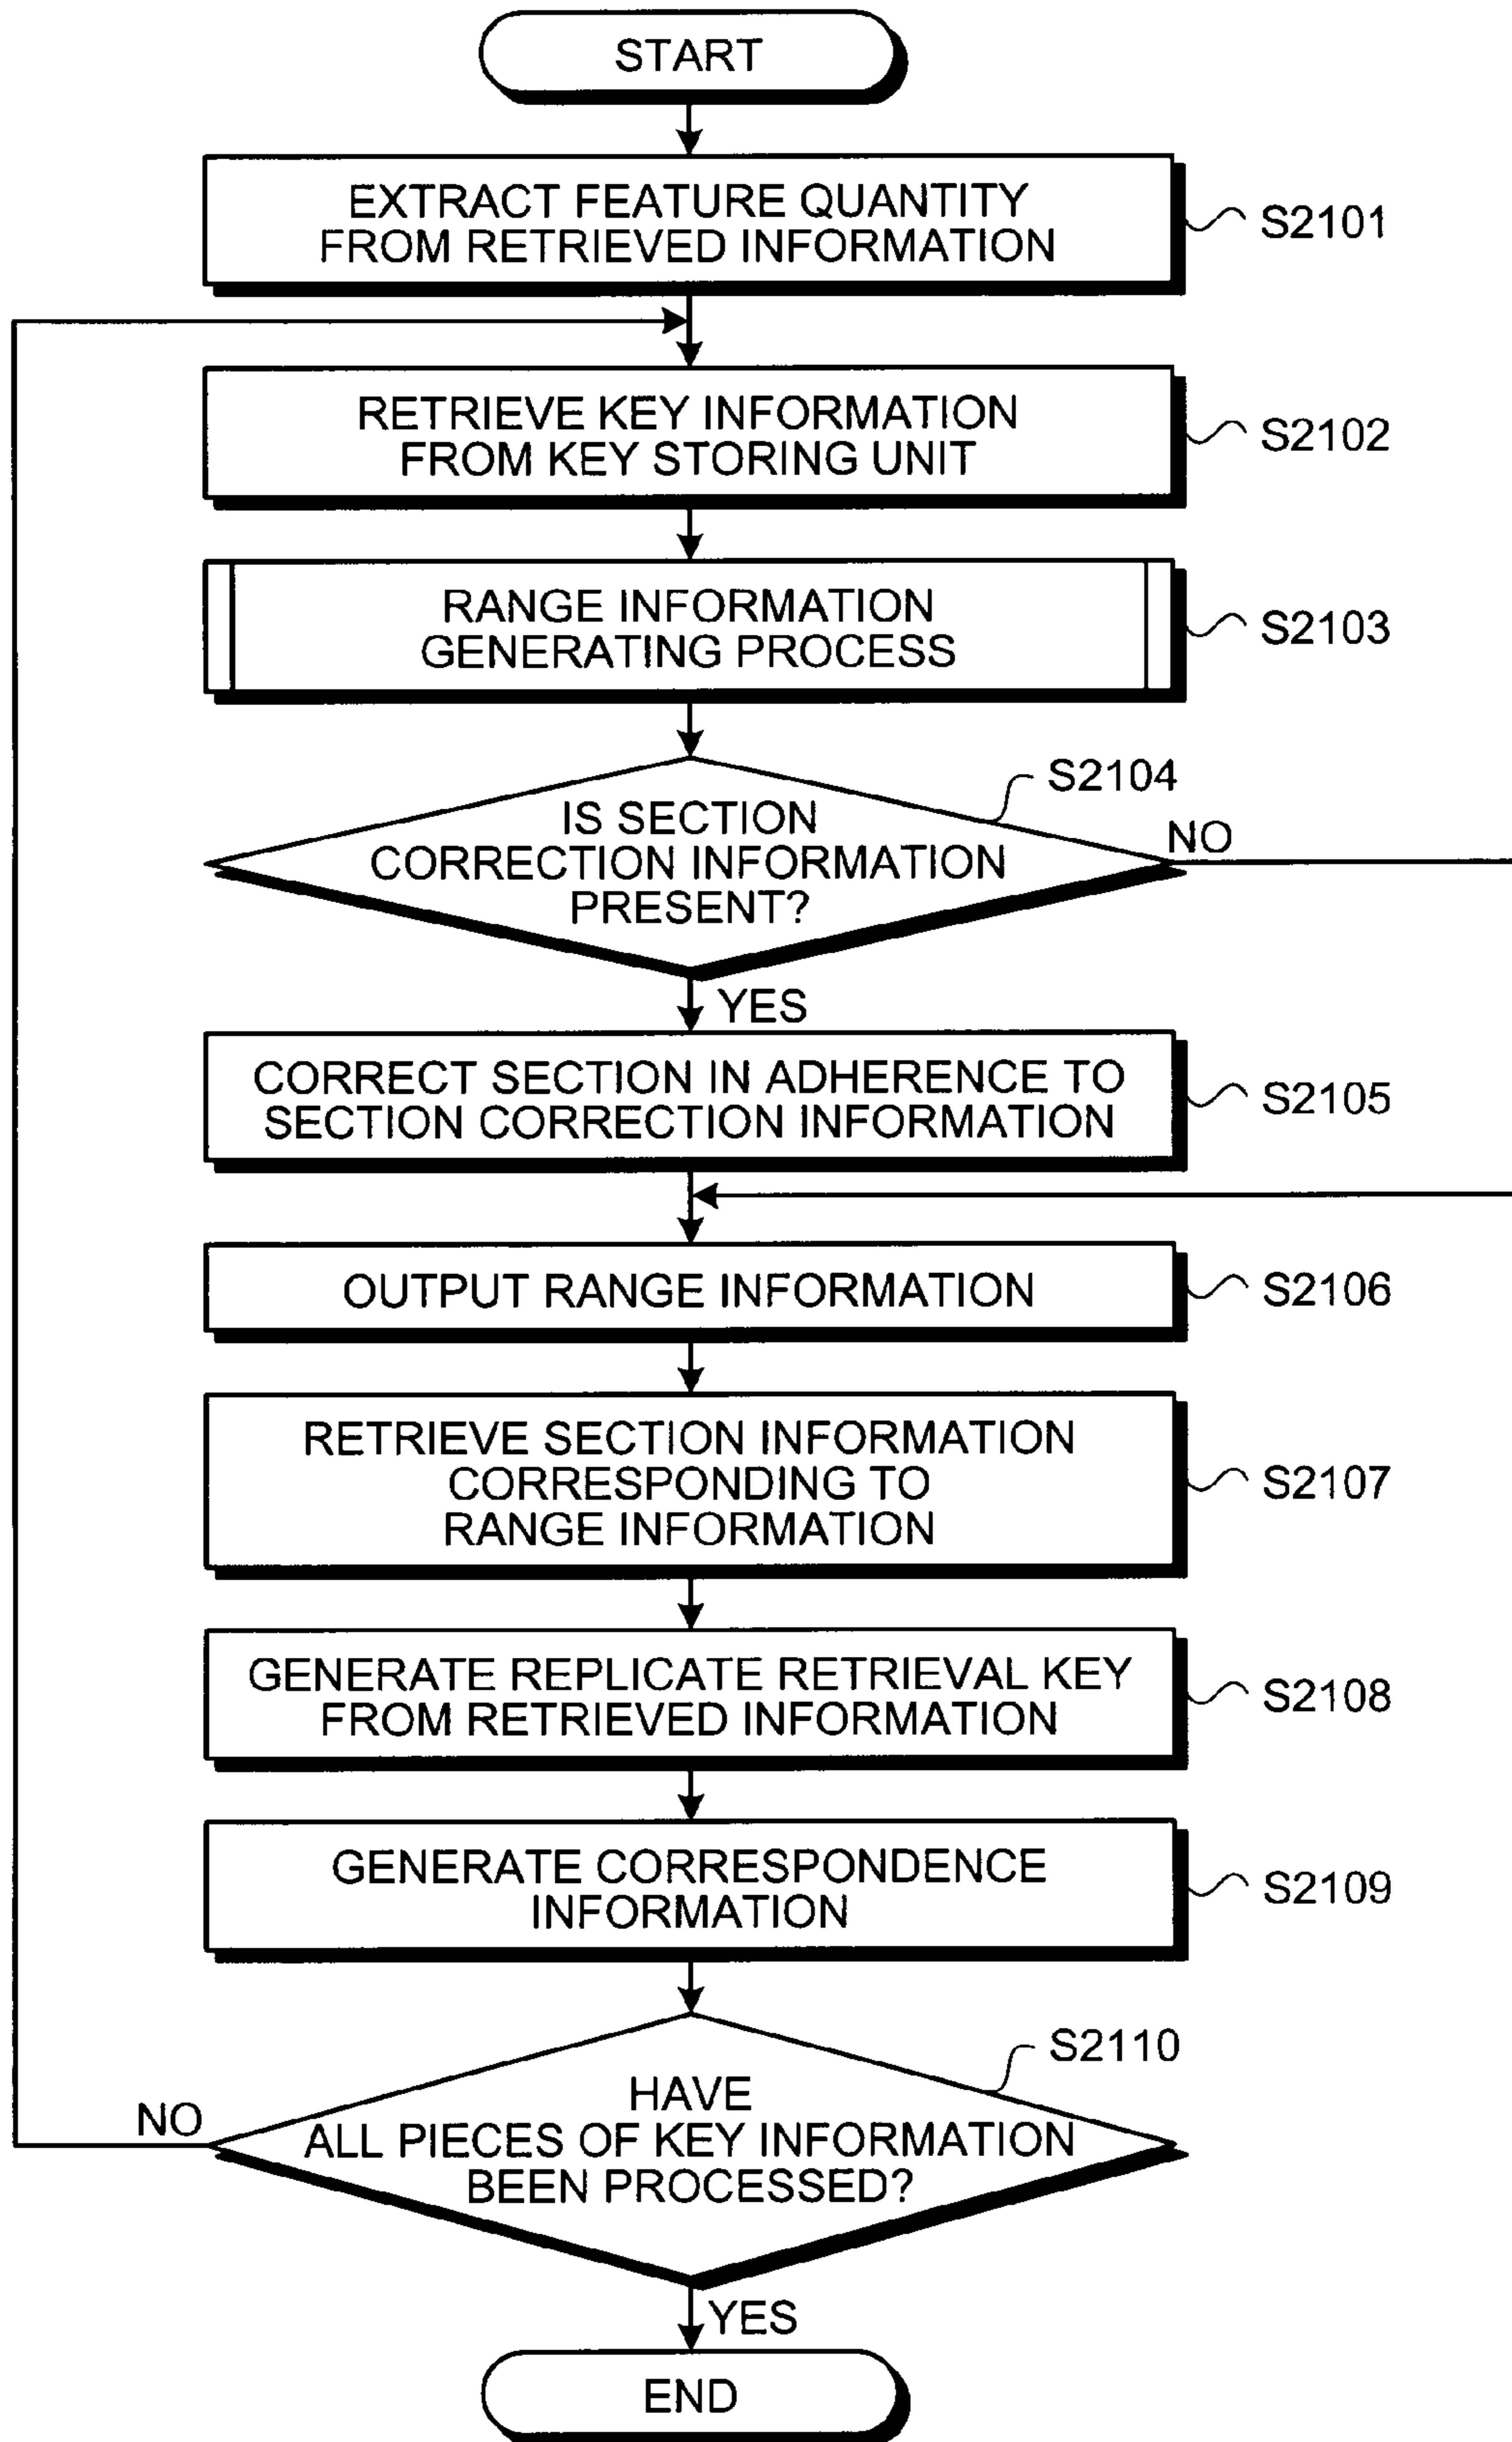 START
EXTRACT FEATURE QUANTITY
FROM RETRIEVED INFORMATION
S2101
RETRIEVE KEY INFORMATION
FROM KEY STORING UNIT
S2102
RANGE INFORMATION
GENERATING PROCESS
S2103
S2104
IS SECTION
CORRECTION INFORMATION
PRESENT?
NO
YES
CORRECT SECTION IN ADHERENCE TO
SECTION CORRECTION INFORMATION
S2105
OUTPUT RANGE INFORMATION
S2106
RETRIEVE SECTION INFORMATION
CORRESPONDING TO
RANGE INFORMATION
S2107
GENERATE REPLICATE RETRIEVAL KEY
FROM RETRIEVED INFORMATION
S2108
GENERATE CORRESPONDENCE
INFORMATION
S2109
S2110
HAVE
ALL PIECES OF KEY INFORMATION
BEEN PROCESSED?
NO
YES
END